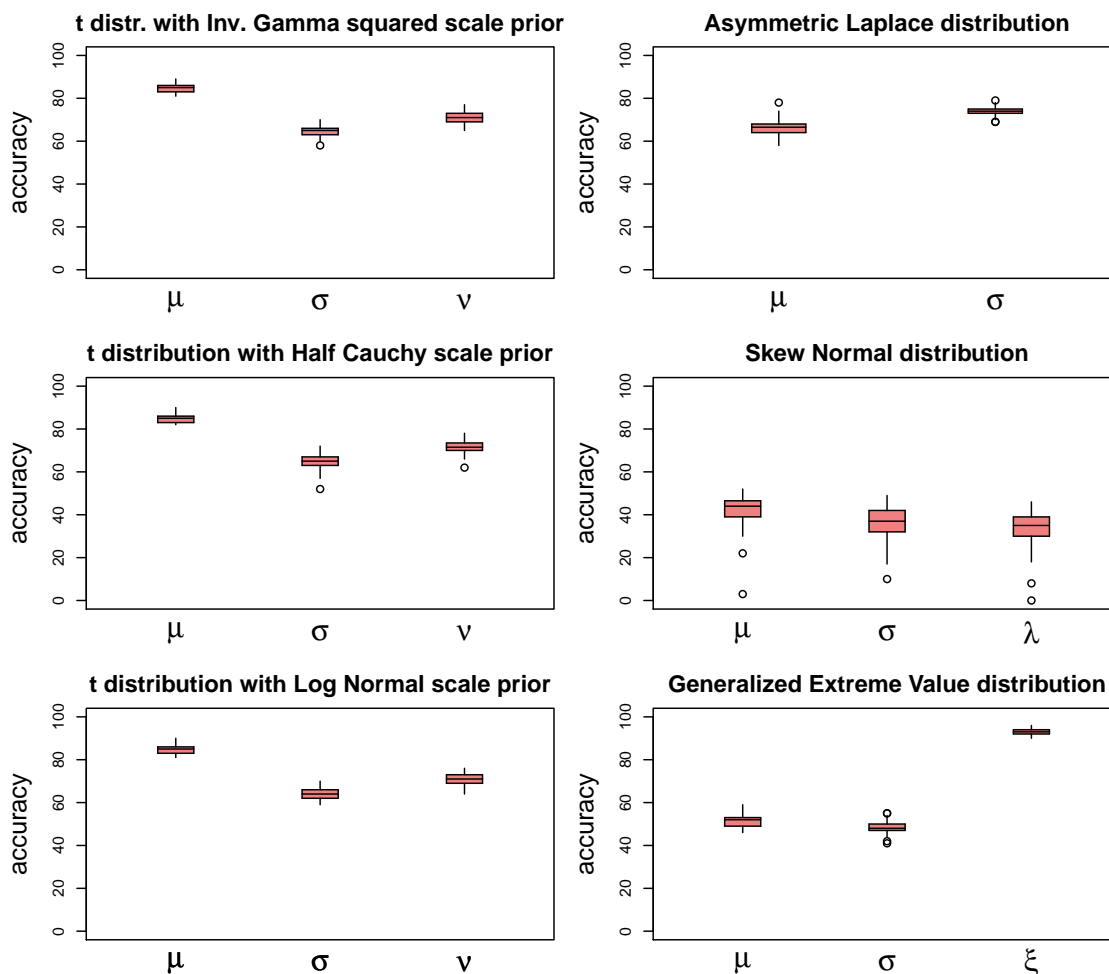 t distr. with Inv. Gamma squared scale prior
accuracy
0 20 40 60 80 100
μ σ ν
Asymmetric Laplace distribution
accuracy
0 20 40 60 80 100
μ σ
t distribution with Half Cauchy scale prior
accuracy
0 20 40 60 80 100
μ σ ν
Skew Normal distribution
accuracy
0 20 40 60 80 100
μ σ λ
t distribution with Log Normal scale prior
accuracy
0 20 40 60 80 100
μ σ ν
Generalized Extreme Value distribution
accuracy
0 20 40 60 80 100
μ σ ξ